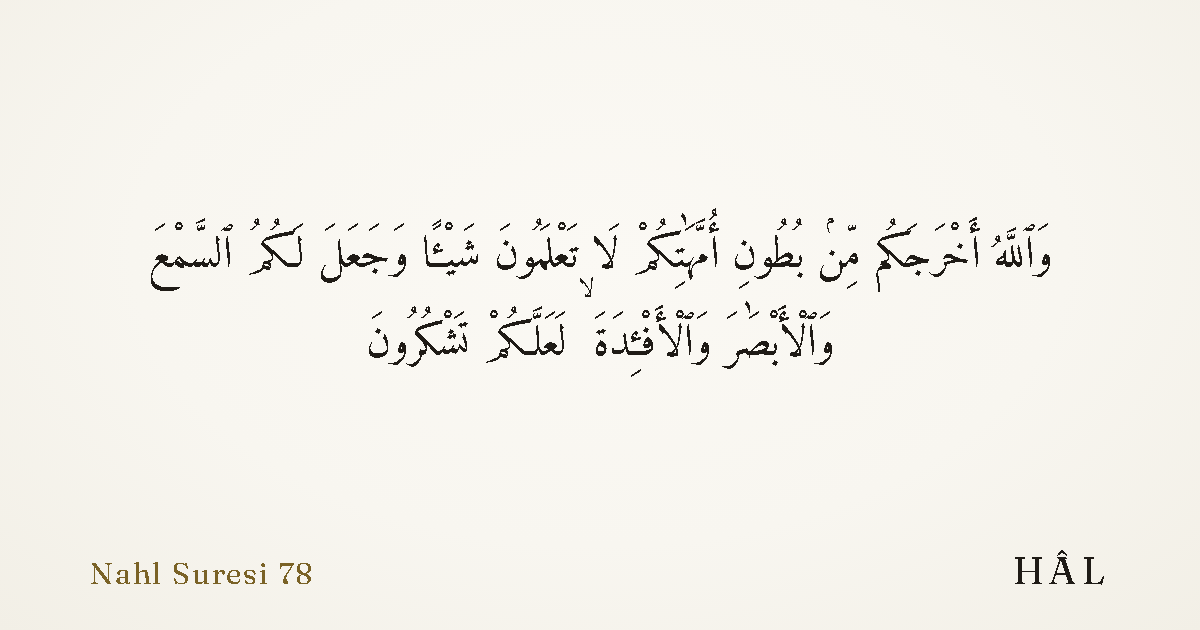 وَٱللَّهُ أَخْرَجَكُم مِّنۢ بُطُونِ أُمَّهَـٰتِكُمْ لَا تَعْلَمُونَ شَيْـًٔا وَجَعَلَ لَكُمُ ٱلسَّمْعَ
وَٱلْأَبْصَـٰرَ وَٱلْأَفْـِٔدَةَ ۙ لَعَلَّكُمْ تَشْكُرُونَ
Nahl Suresi 78
HÂL